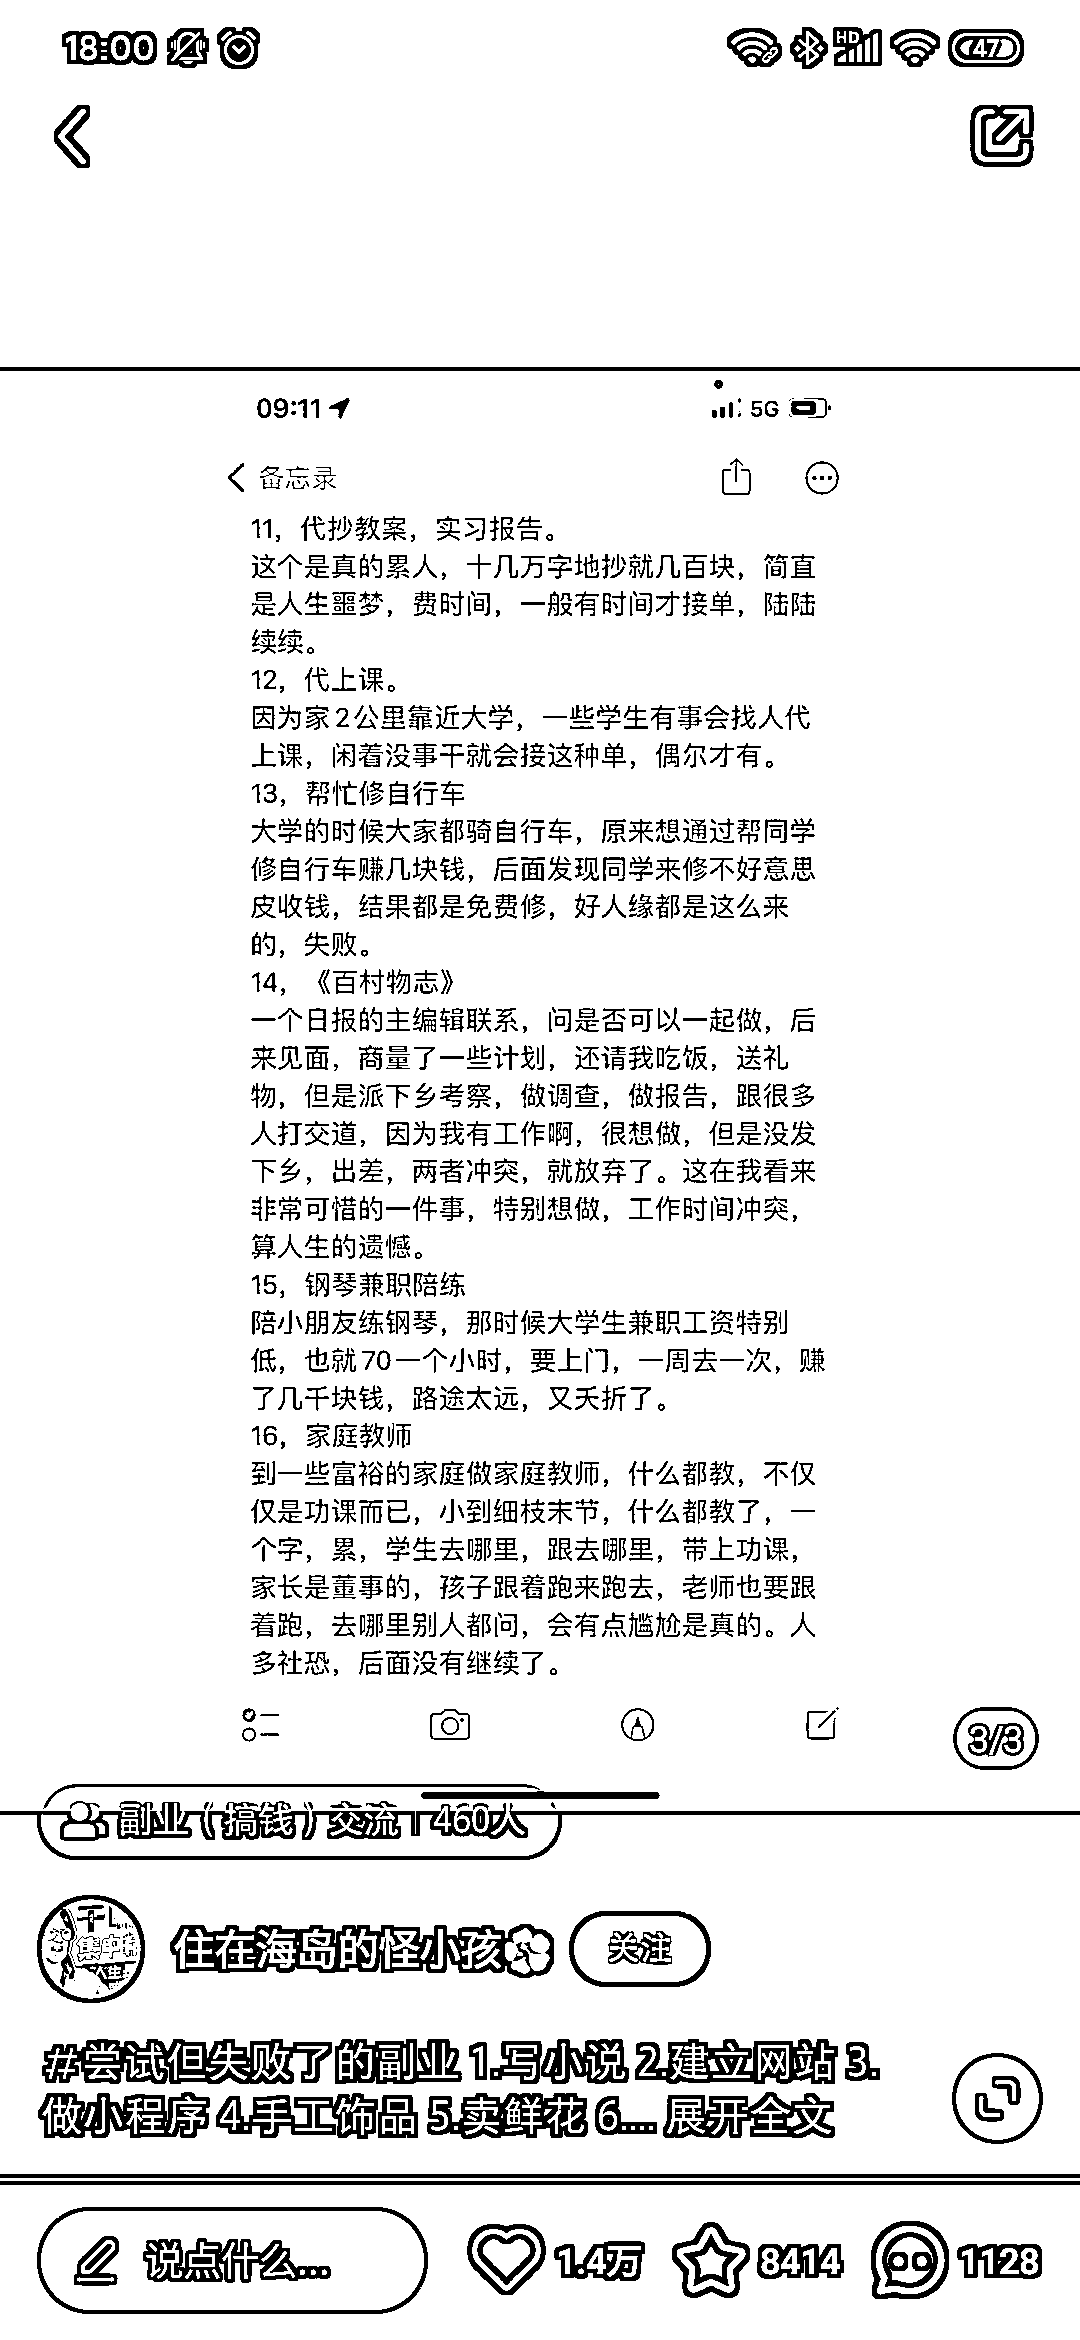 18:00
HD
47
09:11
5G
备忘录
11，代抄教案，实习报告。
这个是真的累人，十几万字地抄就几百块，简直
是人生噩梦，费时间，一般有时间才接单，陆陆
续续。
12，代上课。
因为家2公里靠近大学，一些学生有事会找人代
上课，闲着没事干就会接这种单，偶尔才有。
13，帮忙修自行车
大学的时候大家都骑自行车，原来想通过帮同学
修自行车赚几块钱，后面发现同学来修不好意思
皮收钱，结果都是免费修，好人缘都是这么来
的，失败。
14，《百村物志》
一个日报的主编辑联系，问是否可以一起做，后
来见面，商量了一些计划，还请我吃饭，送礼
物，但是派下乡考察，做调查，做报告，跟很多
人打交道，因为我有工作啊，很想做，但是没发
下乡，出差，两者冲突，就放弃了。这在我看来
非常可惜的一件事，特别想做，工作时间冲突，
算人生的遗憾。
15，钢琴兼职陪练
陪小朋友练钢琴，那时候大学生兼职工资特别
低，也就70一个小时，要上门，一周去一次，赚
了几千块钱，路途太远，又夭折了。
16，家庭教师
到一些富裕的家庭做家庭教师，什么都教，不仅
仅是功课而已，小到细枝末节，什么都教了，一
个字，累，学生去哪里，跟去哪里，带上功课，
家长是董事的，孩子跟着跑来跑去，老师也要跟
着跑，去哪里别人都问，会有点尴尬是真的。人
多社恐，后面没有继续了。
3/3
副业（搞钱）交流 | 460人
住在海岛的怪小孩
关注
#尝试但失败了的副业 1.写小说 2.建立网站 3.
做小程序 4.手工饰品 5.卖鲜花 6.... 展开全文
说点什么...
1.4万
8414
1128